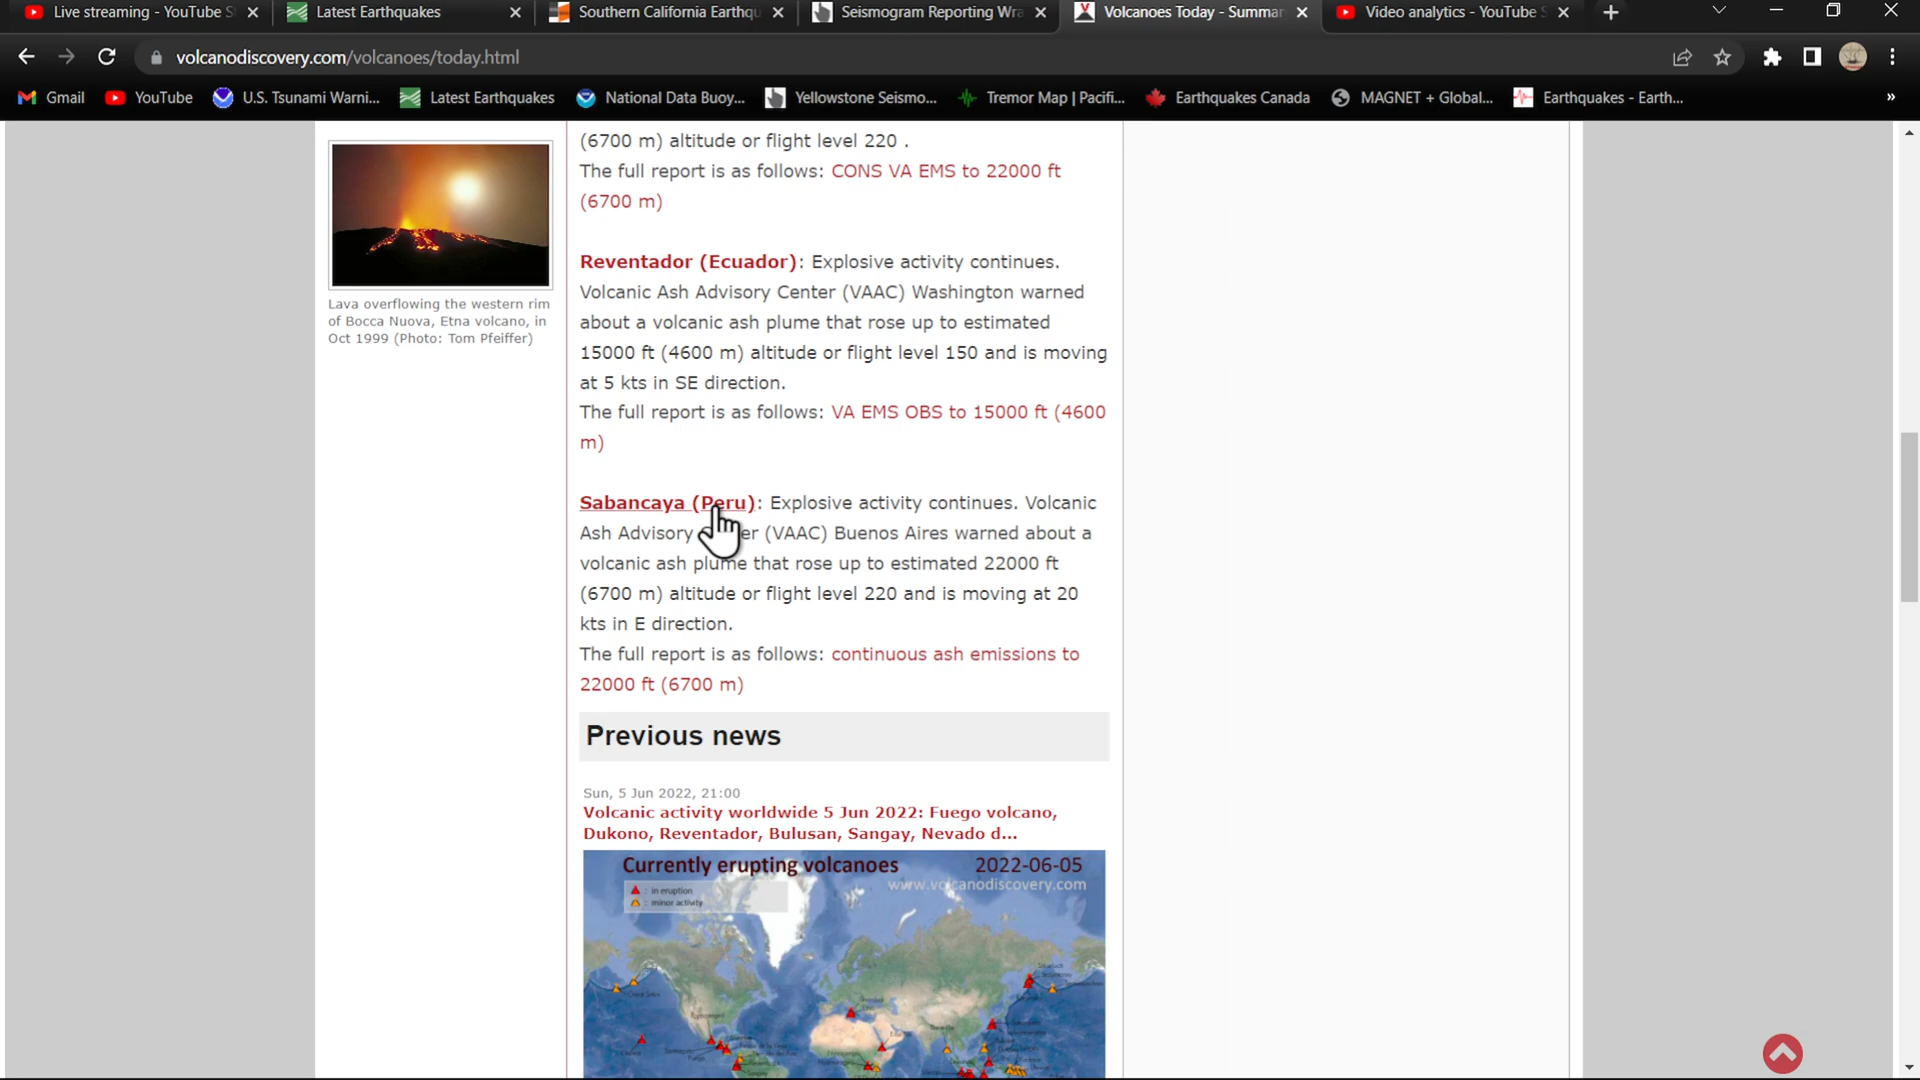 Live streaming - YouTube S
Latest Earthquakes
Southern California Earthqu
Seismogram Reporting Wra
Volcanoes Today - Summar
Video analytics - YouTube S
volcanodiscovery.com/volcanoes/today.html
Gmail
YouTube
U.S. Tsunami Warni...
Latest Earthquakes
National Data Buoy...
Yellowstone Seismo...
Tremor Map | Pacifi...
Earthquakes Canada
MAGNET + Global...
Earthquakes - Earth...
»
Lava overflowing the western rim
of Bocca Nuova, Etna volcano, in
Oct 1999 (Photo: Tom Pfeiffer)
(6700 m) altitude or flight level 220 .
The full report is as follows: CONS VA EMS to 22000 ft
(6700 m)
Reventador (Ecuador): Explosive activity continues.
Volcanic Ash Advisory Center (VAAC) Washington warned
about a volcanic ash plume that rose up to estimated
15000 ft (4600 m) altitude or flight level 150 and is moving
at 5 kts in SE direction.
The full report is as follows: VA EMS OBS to 15000 ft (4600
m)
Sabancaya (Peru): Explosive activity continues. Volcanic
Ash Advisory er (VAAC) Buenos Aires warned about a
volcanic ash plume that rose up to estimated 22000 ft
(6700 m) altitude or flight level 220 and is moving at 20
kts in E direction.
The full report is as follows: continuous ash emissions to
22000 ft (6700 m)
Previous news
Sun, 5 Jun 2022, 21:00
Volcanic activity worldwide 5 Jun 2022: Fuego volcano,
Dukono, Reventador, Bulusan, Sangay, Nevado d...
Currently erupting volcanoes
2022-06-05
www.volcanodiscovery.com
: in eruption
: minor activity